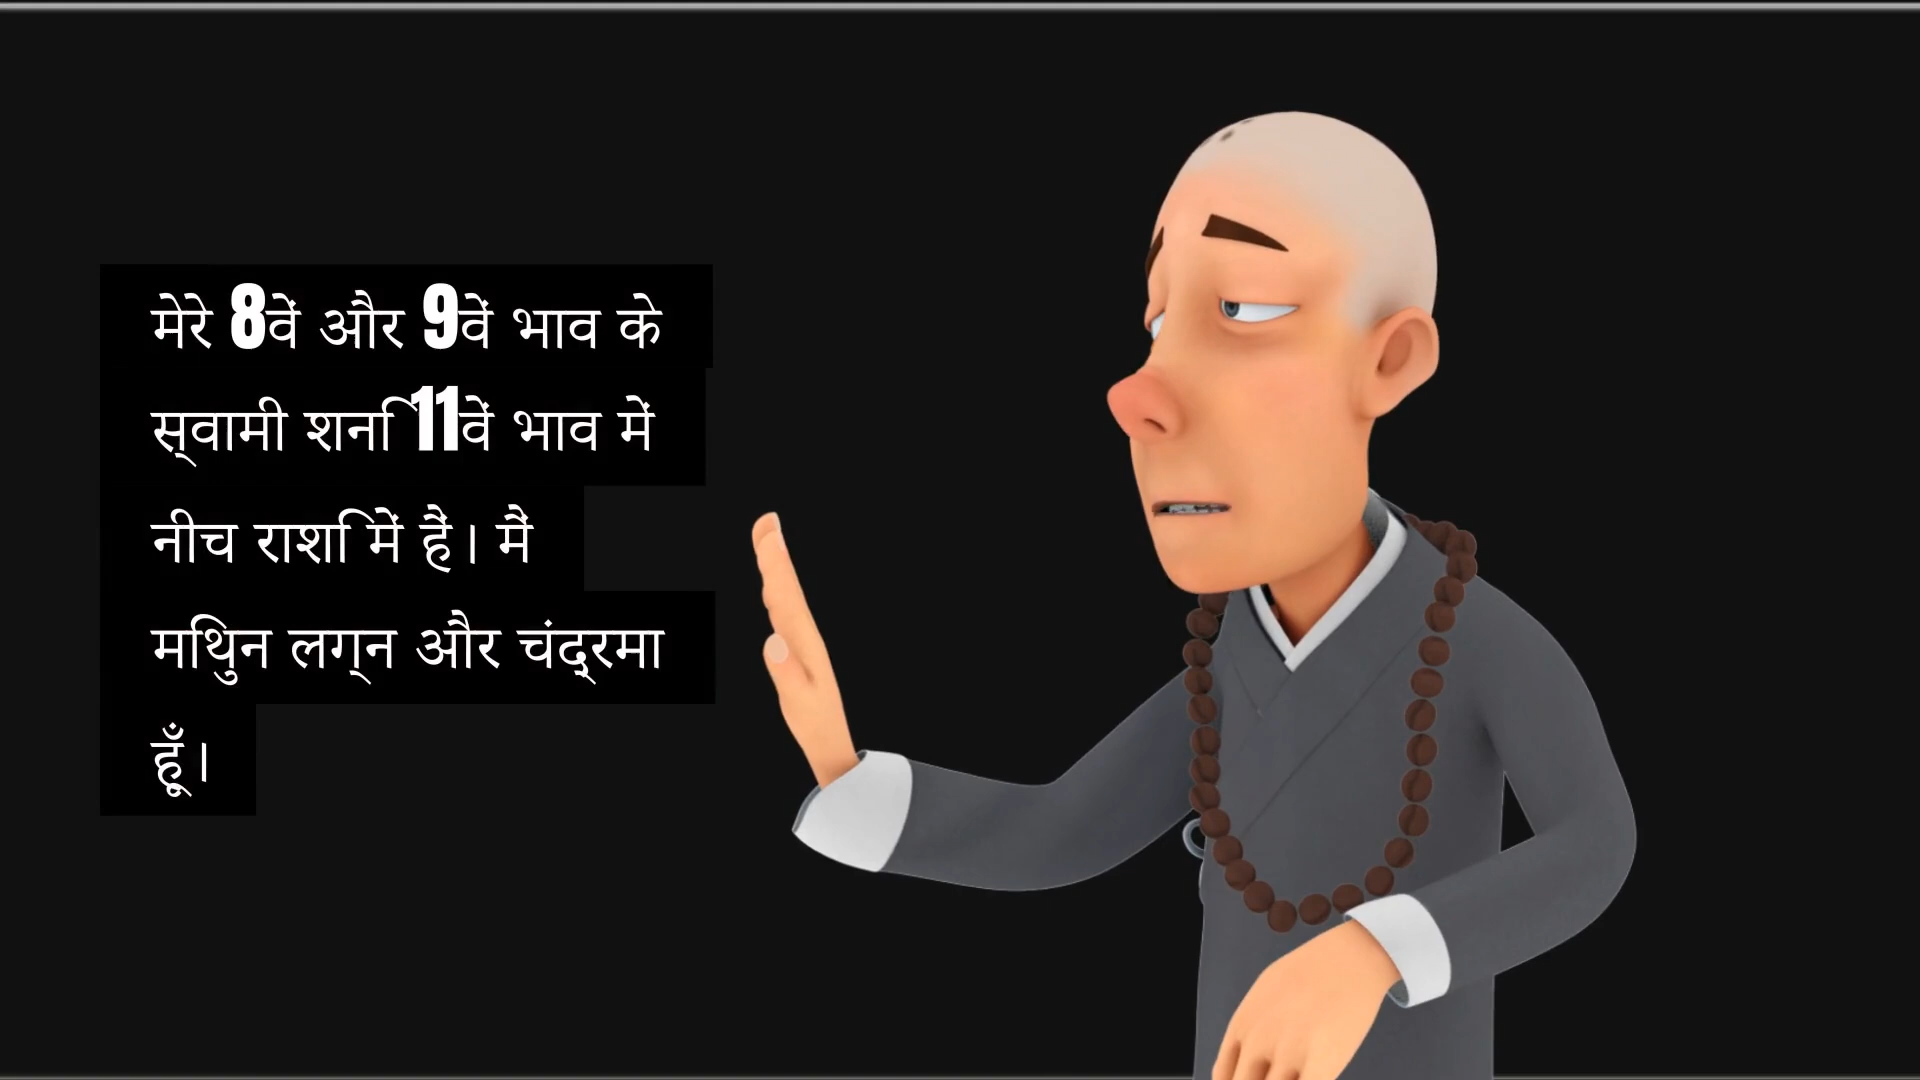 मेरे 8वें और 9वें भाव के
स्वामी शनि 11वें भाव में
नीच राशि में हैं। मैं
मिथुन लग्न और चंद्रमा
हूँ।